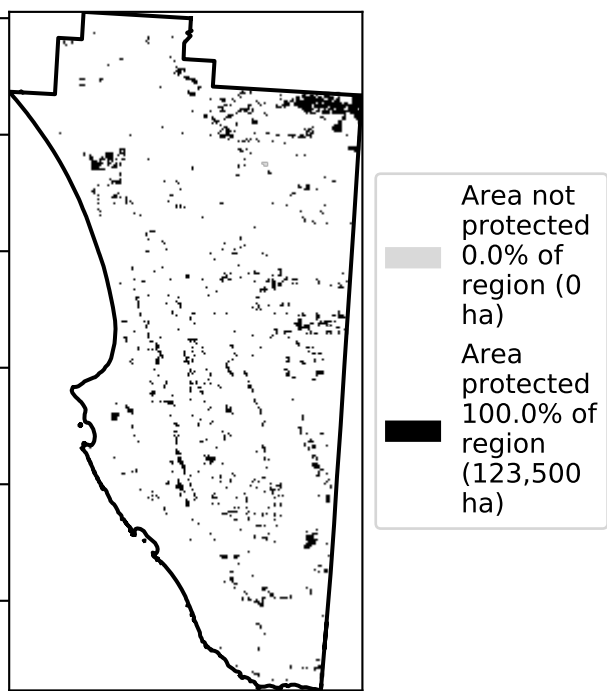 Area not
protected
0.0% of
region (0
ha)
Area
protected
100.0% of
region
(123,500
ha)